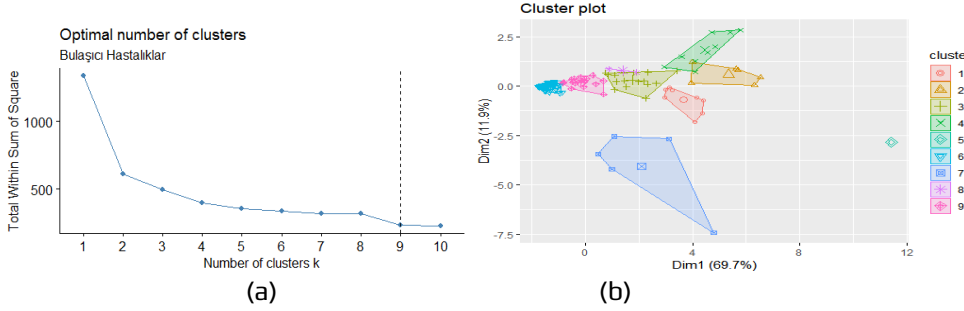 Optimal number of clusters
Bulaşıcı Hastalıklar
Total Within Sum of Square
1000
500
1 2 3 4 5 6 7 8 9 10
Number of clusters k
(a)
Cluster plot
Dim2 (11.9%)
0.0
-2.5
-5.0
-7.5
0 4 8 12
Dim1 (69.7%)
cluster
1
2
3
4
5
6
7
8
9
(b)